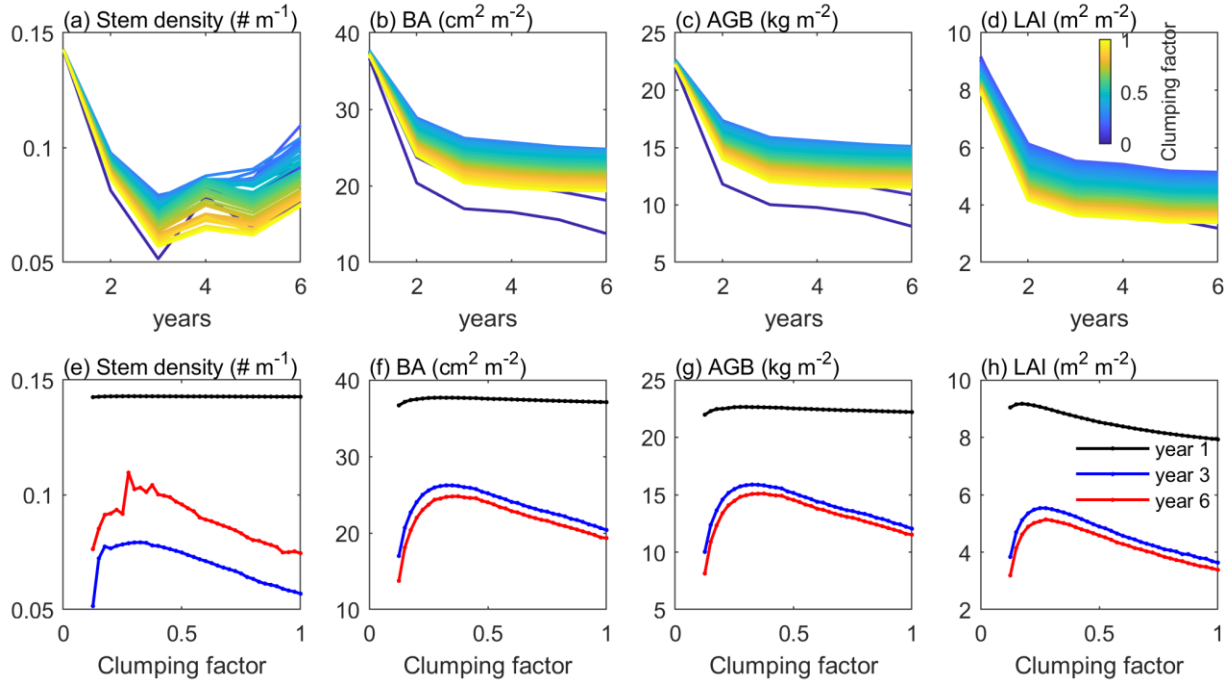 (a) Stem density (# m⁻¹)
0.15
0.1
0.05
2 4 6
years
(b) BA (cm² m⁻²)
40
30
20
10
2 4 6
years
(c) AGB (kg m⁻²)
25
20
15
10
5
2 4 6
years
(d) LAI (m² m⁻²)
10
8
6
4
2
2 4 6
years
1
0.5
0
Clumping factor
(e) Stem density (# m⁻¹)
0.15
0.1
0.05
0 0.5 1
Clumping factor
(f) BA (cm² m⁻²)
40
30
20
10
0 0.5 1
Clumping factor
(g) AGB (kg m⁻²)
25
20
15
10
5
0 0.5 1
Clumping factor
(h) LAI (m² m⁻²)
10
8
6
4
2
0 0.5 1
Clumping factor
year 1
year 3
year 6